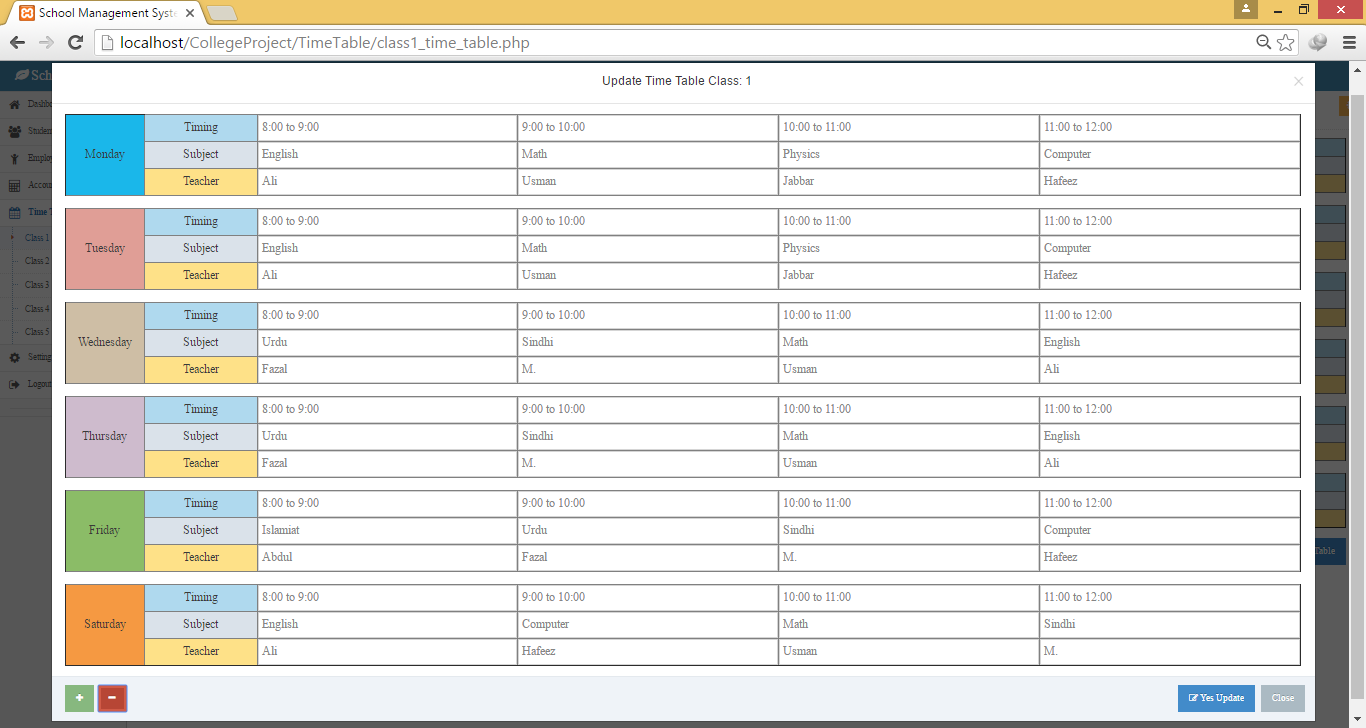 School Management Syst
localhost/CollegeProject/TimeTable/class1_time_table.php
Update Time Table Class: 1 ×
Monday
Timing 8:00 to 9:00 9:00 to 10:00 10:00 to 11:00 11:00 to 12:00
Subject English Math Physics Computer
Teacher Ali Usman Jabbar Hafeez
Tuesday
Timing 8:00 to 9:00 9:00 to 10:00 10:00 to 11:00 11:00 to 12:00
Subject English Math Physics Computer
Teacher Ali Usman Jabbar Hafeez
Wednesday
Timing 8:00 to 9:00 9:00 to 10:00 10:00 to 11:00 11:00 to 12:00
Subject Urdu Sindhi Math English
Teacher Fazal M. Usman Ali
Thursday
Timing 8:00 to 9:00 9:00 to 10:00 10:00 to 11:00 11:00 to 12:00
Subject Urdu Sindhi Math English
Teacher Fazal M. Usman Ali
Friday
Timing 8:00 to 9:00 9:00 to 10:00 10:00 to 11:00 11:00 to 12:00
Subject Islamiat Urdu Sindhi Computer
Teacher Abdul Fazal M. Hafeez
Saturday
Timing 8:00 to 9:00 9:00 to 10:00 10:00 to 11:00 11:00 to 12:00
Subject English Computer Math Sindhi
Teacher Ali Hafeez Usman M.
+ - Yes Update Close
Sch
Dashb
Studen
Employ
Accou
Time T
Class 1
Class 2
Class 3
Class 4
Class 5
Setting
Logou
Table